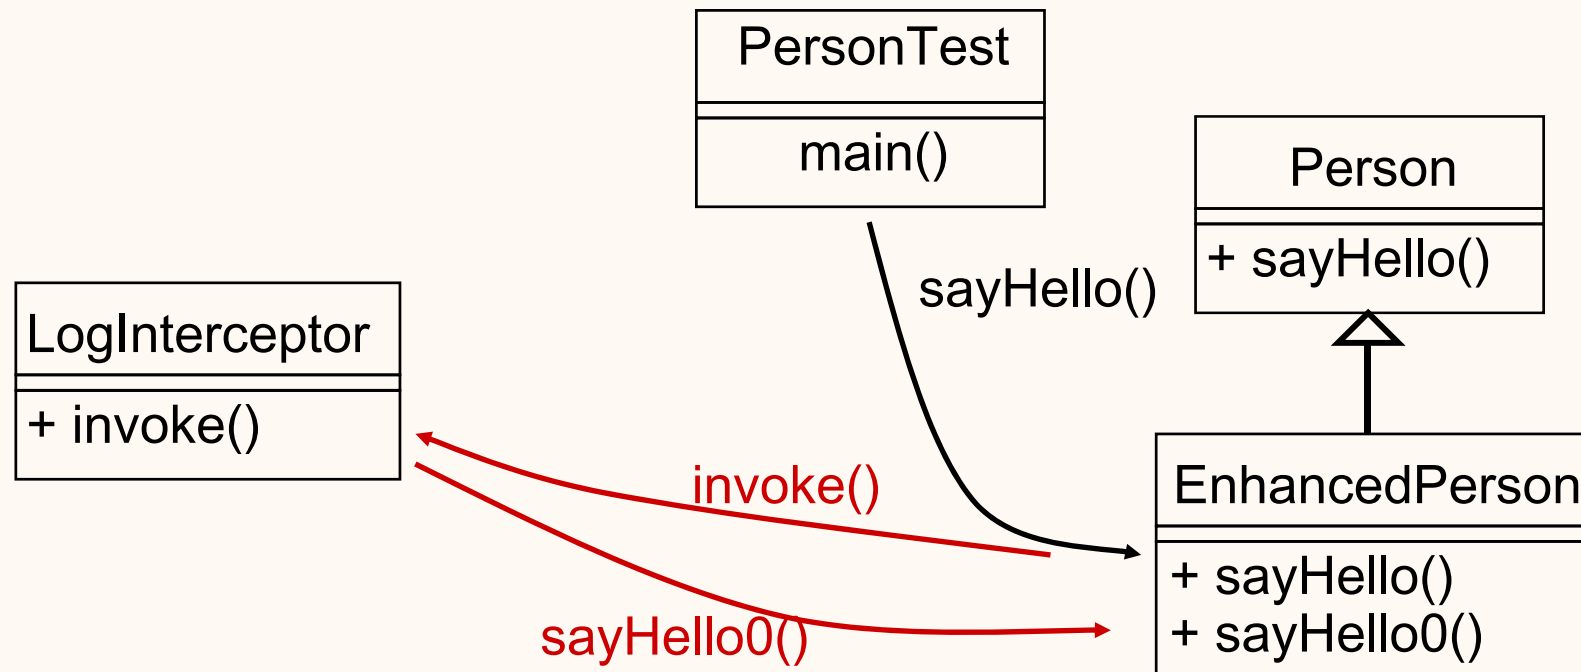 PersonTest
main()
Person
+ sayHello()
sayHello()
LogInterceptor
+ invoke()
invoke()
sayHello0()
EnhancedPerson
+ sayHello()
+ sayHello0()